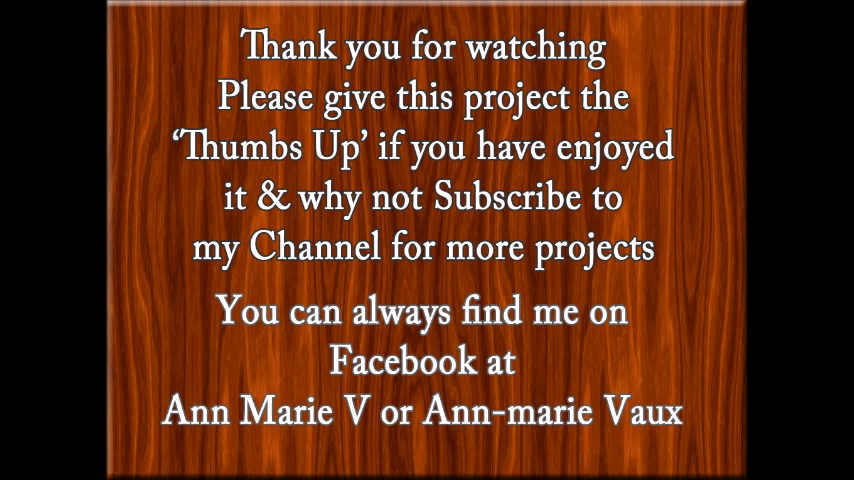 Thank you for watching
Please give this project the
‘Thumbs Up’ if you have enjoyed
it & why not Subscribe to
my Channel for more projects
You can always find me on
Facebook at
Ann Marie V or Ann-marie Vaux